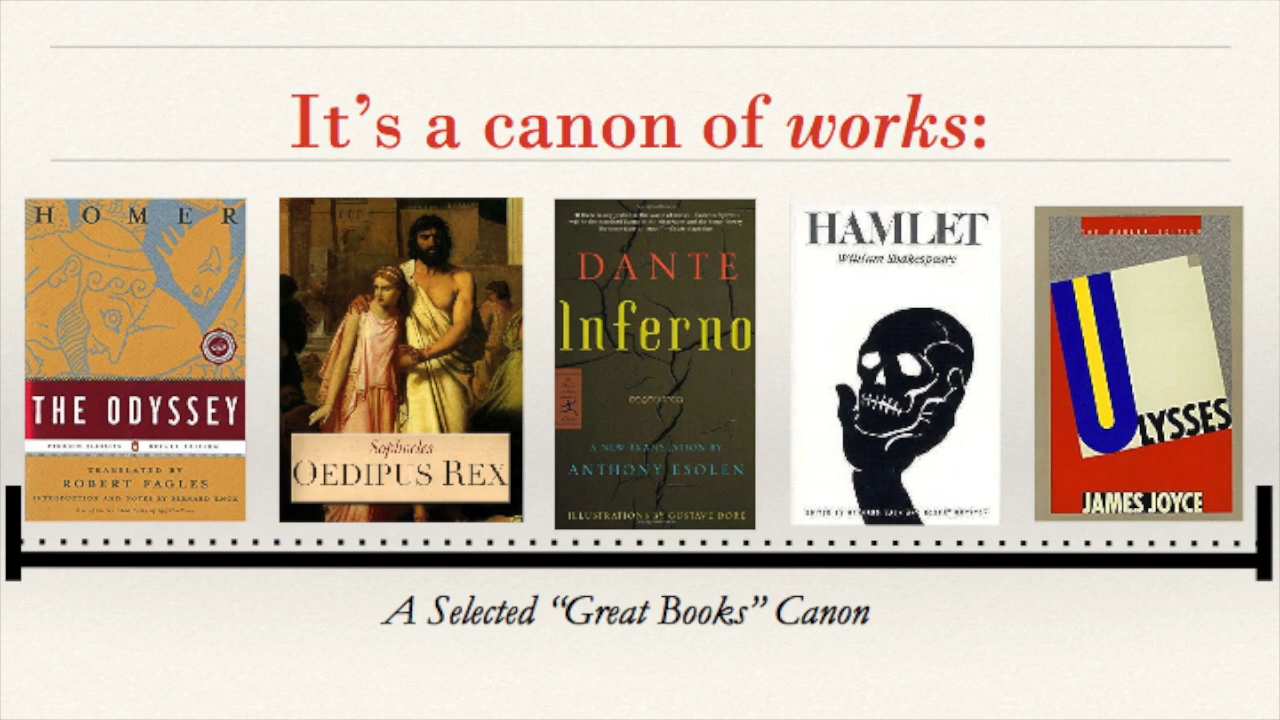 It's a canon of works:
HOMER
THE ODYSSEY
PENGUIN CLASSICS DELUXE EDITION
TRANSLATED BY
ROBERT FAGLES
INTRODUCTION AND NOTES BY BERNARD KNOX
Sophocles
OEDIPUS REX
DANTE
Inferno
A NEW TRANSLATION BY
ANTHONY ESOLEN
ILLUSTRATIONS BY GUSTAVE DORÉ
HAMLET
William Shakespeare
ULYSSES
JAMES JOYCE
A Selected “Great Books” Canon